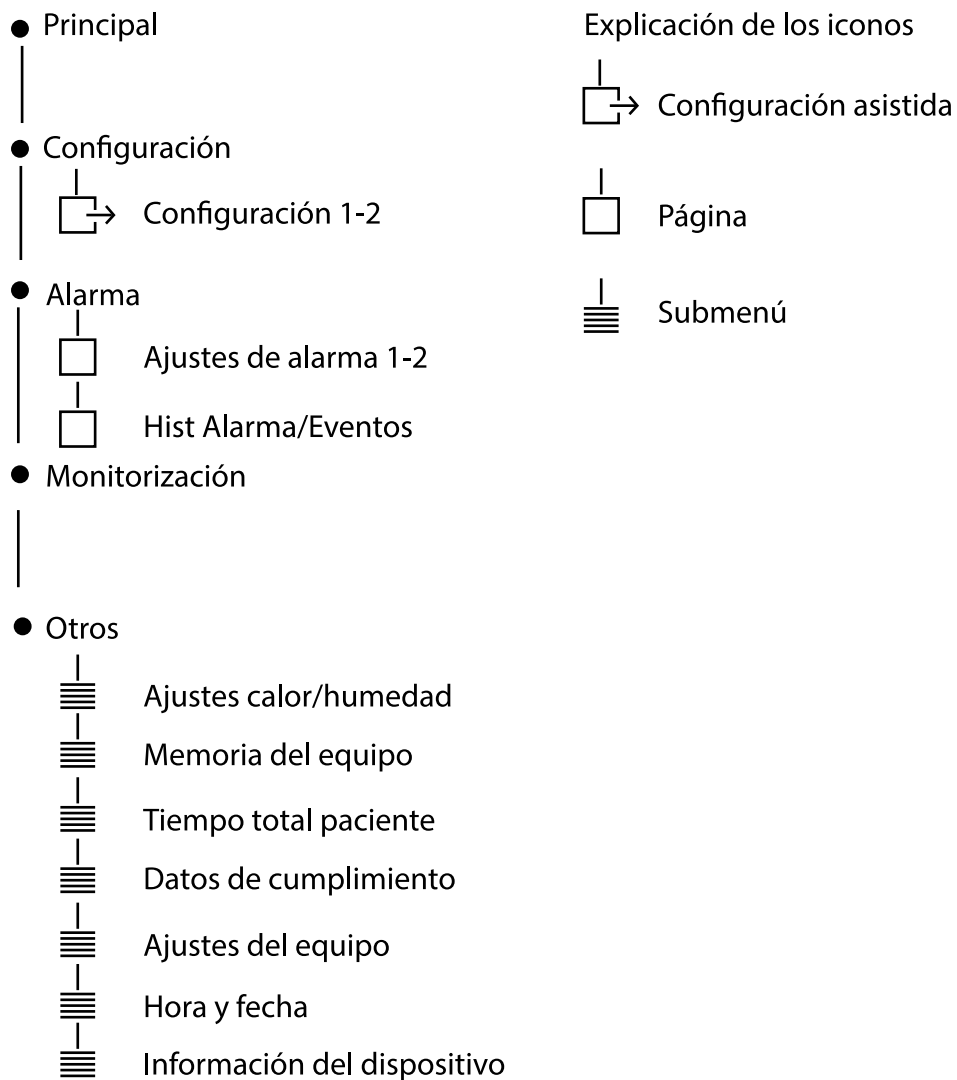 Principal
Configuración
Configuración 1-2
Alarma
Ajustes de alarma 1-2
Hist Alarma/Eventos
Monitorización
Otros
Ajustes calor/humedad
Memoria del equipo
Tiempo total paciente
Datos de cumplimiento
Ajustes del equipo
Hora y fecha
Información del dispositivo
Explicación de los iconos
Configuración asistida
Página
Submenú